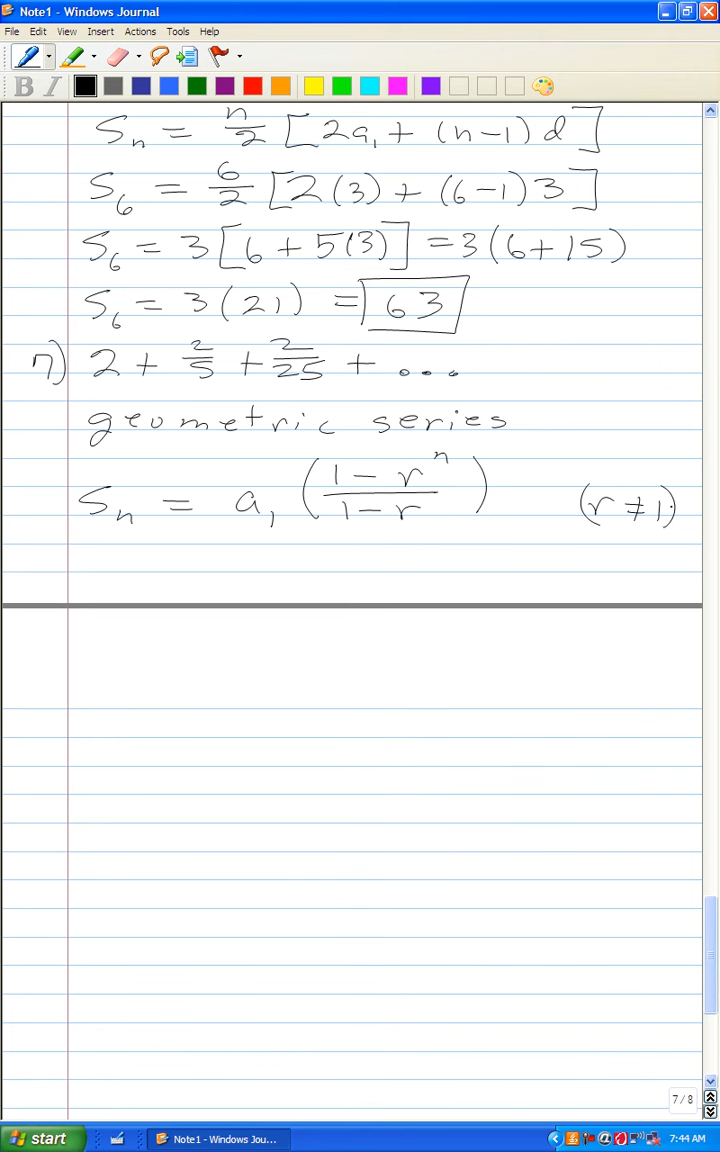 Note1 - Windows Journal
File Edit View Insert Actions Tools Help
B I
Sₙ = n/2 [2a₁ + (n-1)d]
S₆ = 6/2 [2(3) + (6-1)3]
S₆ = 3[6 + 5(3)] = 3(6+15)
S₆ = 3(21) = 63
7) 2 + 2/5 + 2/25 + ...
geometric series
Sₙ = a₁ ((1 - rⁿ)/(1 - r)) (r ≠ 1)
7 / 8
start Note1 - Windows Jou... 7:44 AM